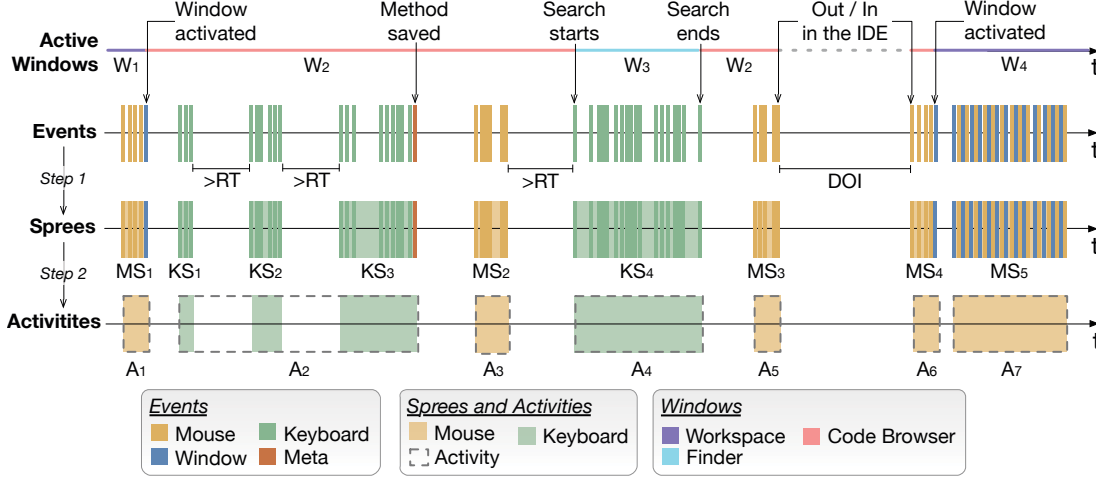 Window
activated
Method
saved
Search
starts
Search
ends
Out / In
in the IDE
Window
activated
Active
Windows
W1
W2
W3
W2
W4
t
Events
t
Step 1
>RT
>RT
>RT
DOI
Sprees
t
Step 2
MS1
KS1
KS2
KS3
MS2
KS4
MS3
MS4
MS5
Activitites
t
A1
A2
A3
A4
A5
A6
A7
Events
Mouse
Keyboard
Window
Meta
Sprees and Activities
Mouse
Keyboard
Activity
Windows
Workspace
Code Browser
Finder